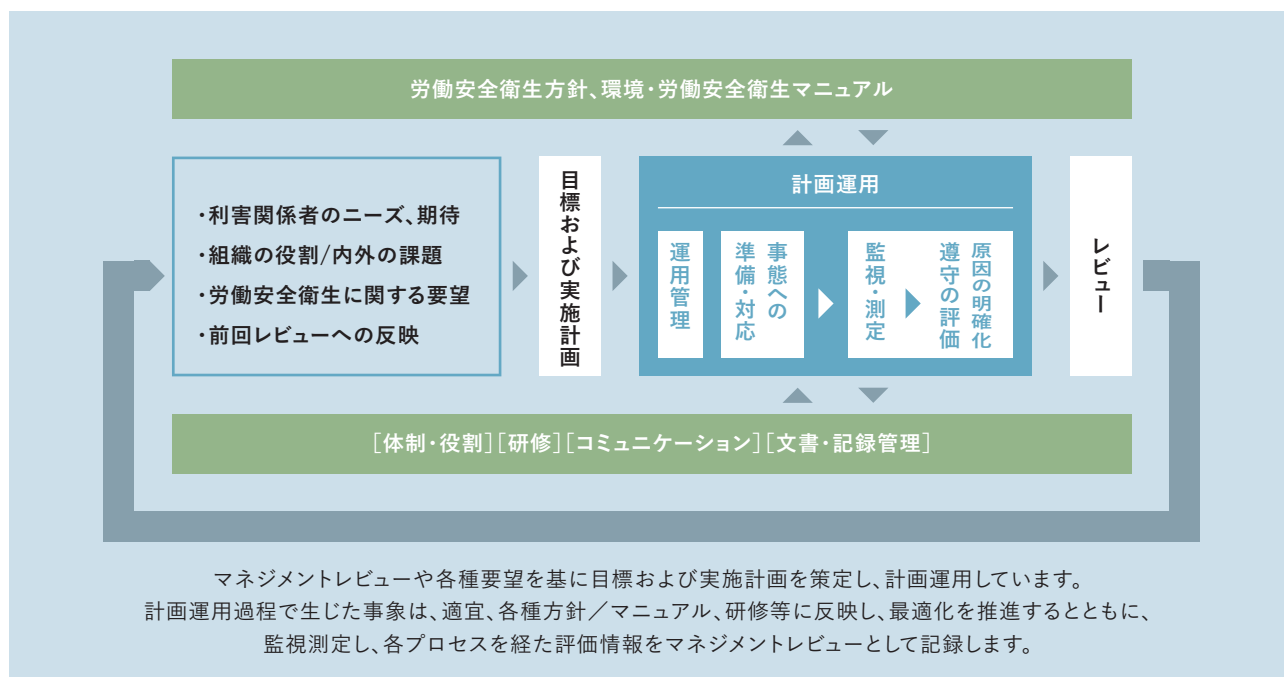 労働安全衛生方針、環境・労働安全衛生マニュアル
・利害関係者のニーズ、期待
・組織の役割/内外の課題
・労働安全衛生に関する要望
・前回レビューへの反映
目標および実施計画
計画運用
運用管理
事態への
準備・対応
監視・測定
原因の明確化
遵守の評価
レビュー
[体制・役割][研修][コミュニケーション][文書・記録管理]
マネジメントレビューや各種要望を基に目標および実施計画を策定し、計画運用しています。
計画運用過程で生じた事象は、適宜、各種方針／マニュアル、研修等に反映し、最適化を推進するとともに、
監視測定し、各プロセスを経た評価情報をマネジメントレビューとして記録します。